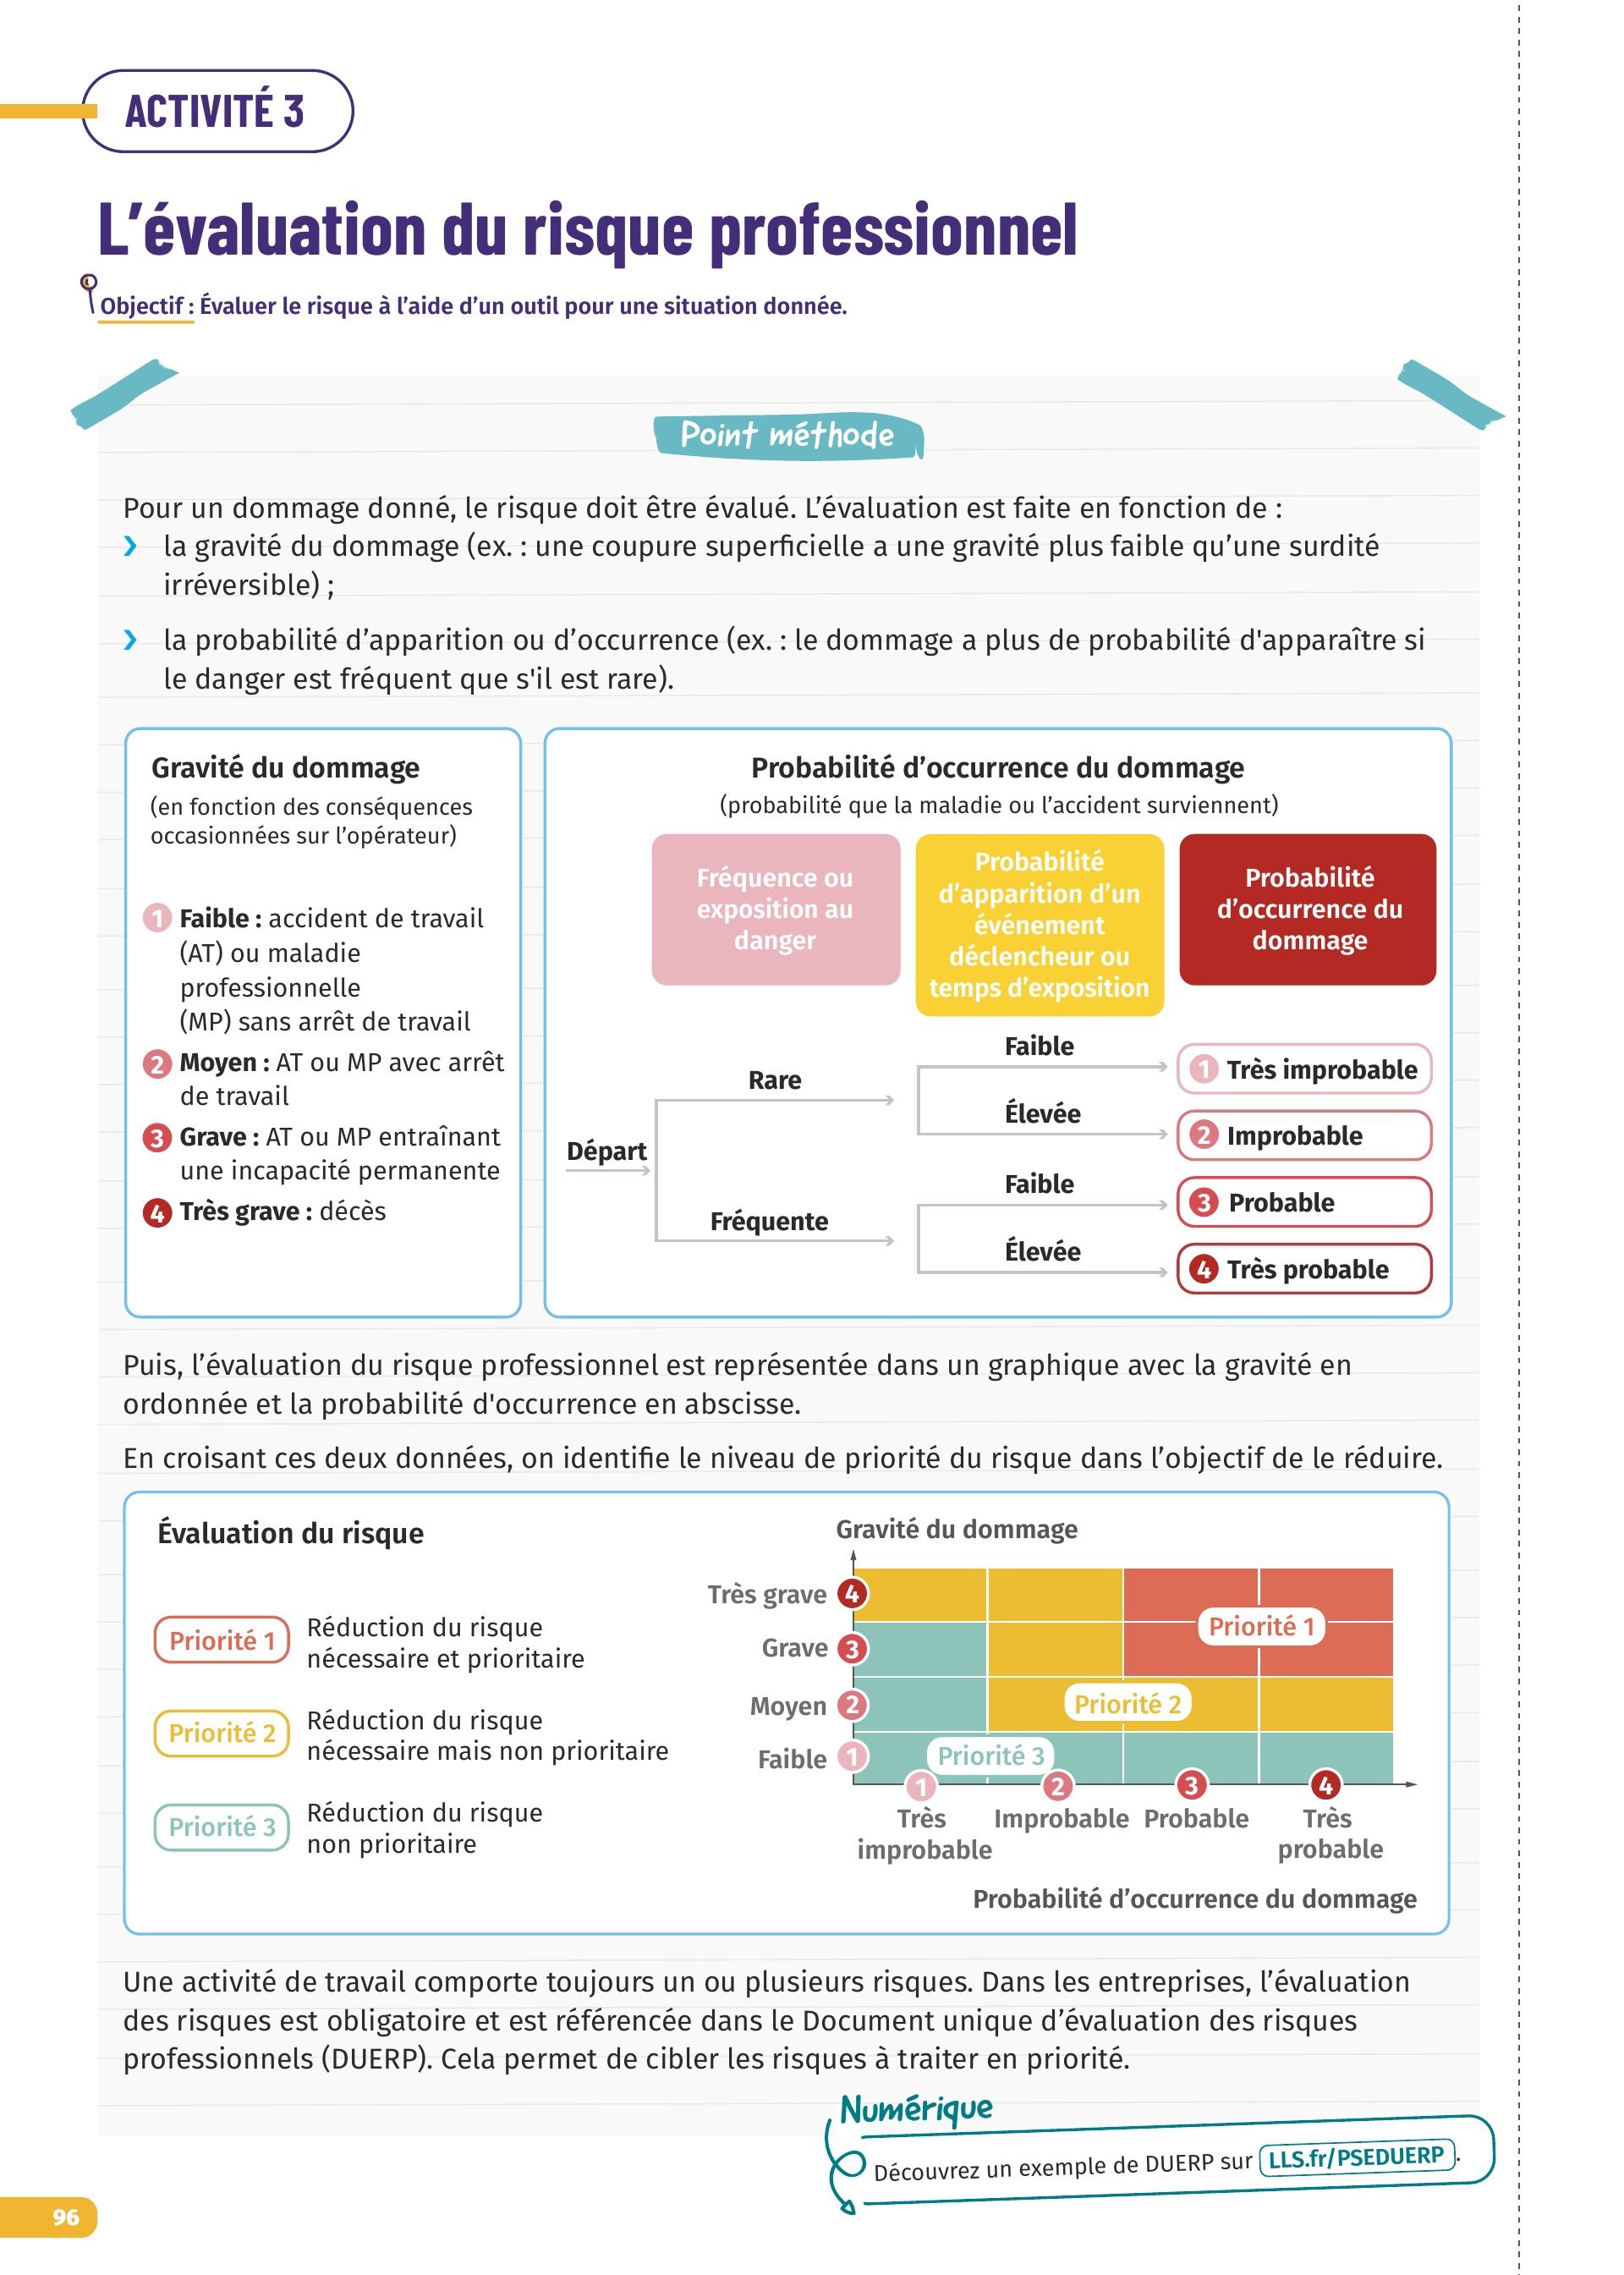 ACTIVITÉ 3
L’évaluation du risque professionnel
Objectif : Évaluer le risque à l’aide d’un outil pour une situation donnée.
Point méthode
Pour un dommage donné, le risque doit être évalué. L’évaluation est faite en fonction de :
› la gravité du dommage (ex. : une coupure superficielle a une gravité plus faible qu’une surdité
irréversible) ;
› la probabilité d’apparition ou d’occurrence (ex. : le dommage a plus de probabilité d'apparaître si
le danger est fréquent que s'il est rare).
Gravité du dommage
(en fonction des conséquences
occasionnées sur l’opérateur)
1 Faible : accident de travail
(AT) ou maladie
professionnelle
(MP) sans arrêt de travail
2 Moyen : AT ou MP avec arrêt
de travail
3 Grave : AT ou MP entraînant
une incapacité permanente
4 Très grave : décès
Probabilité d’occurrence du dommage
(probabilité que la maladie ou l’accident surviennent)
Fréquence ou
exposition au
danger
Probabilité
d’apparition d’un
événement
déclencheur ou
temps d’exposition
Probabilité
d’occurrence du
dommage
Départ
Rare
Fréquente
Faible
Élevée
Faible
Élevée
1 Très improbable
2 Improbable
3 Probable
4 Très probable
Puis, l’évaluation du risque professionnel est représentée dans un graphique avec la gravité en
ordonnée et la probabilité d'occurrence en abscisse.
En croisant ces deux données, on identifie le niveau de priorité du risque dans l’objectif de le réduire.
Évaluation du risque
Priorité 1
Réduction du risque
nécessaire et prioritaire
Priorité 2
Réduction du risque
nécessaire mais non prioritaire
Priorité 3
Réduction du risque
non prioritaire
Gravité du dommage
Très grave 4
Grave 3
Moyen 2
Faible 1
Priorité 1
Priorité 2
Priorité 3
1 2 3 4
Très
improbable
Improbable
Probable
Très
probable
Probabilité d’occurrence du dommage
Une activité de travail comporte toujours un ou plusieurs risques. Dans les entreprises, l’évaluation
des risques est obligatoire et est référencée dans le Document unique d’évaluation des risques
professionnels (DUERP). Cela permet de cibler les risques à traiter en priorité.
Numérique
Découvrez un exemple de DUERP sur LLS.fr/PSEDUERP.
96